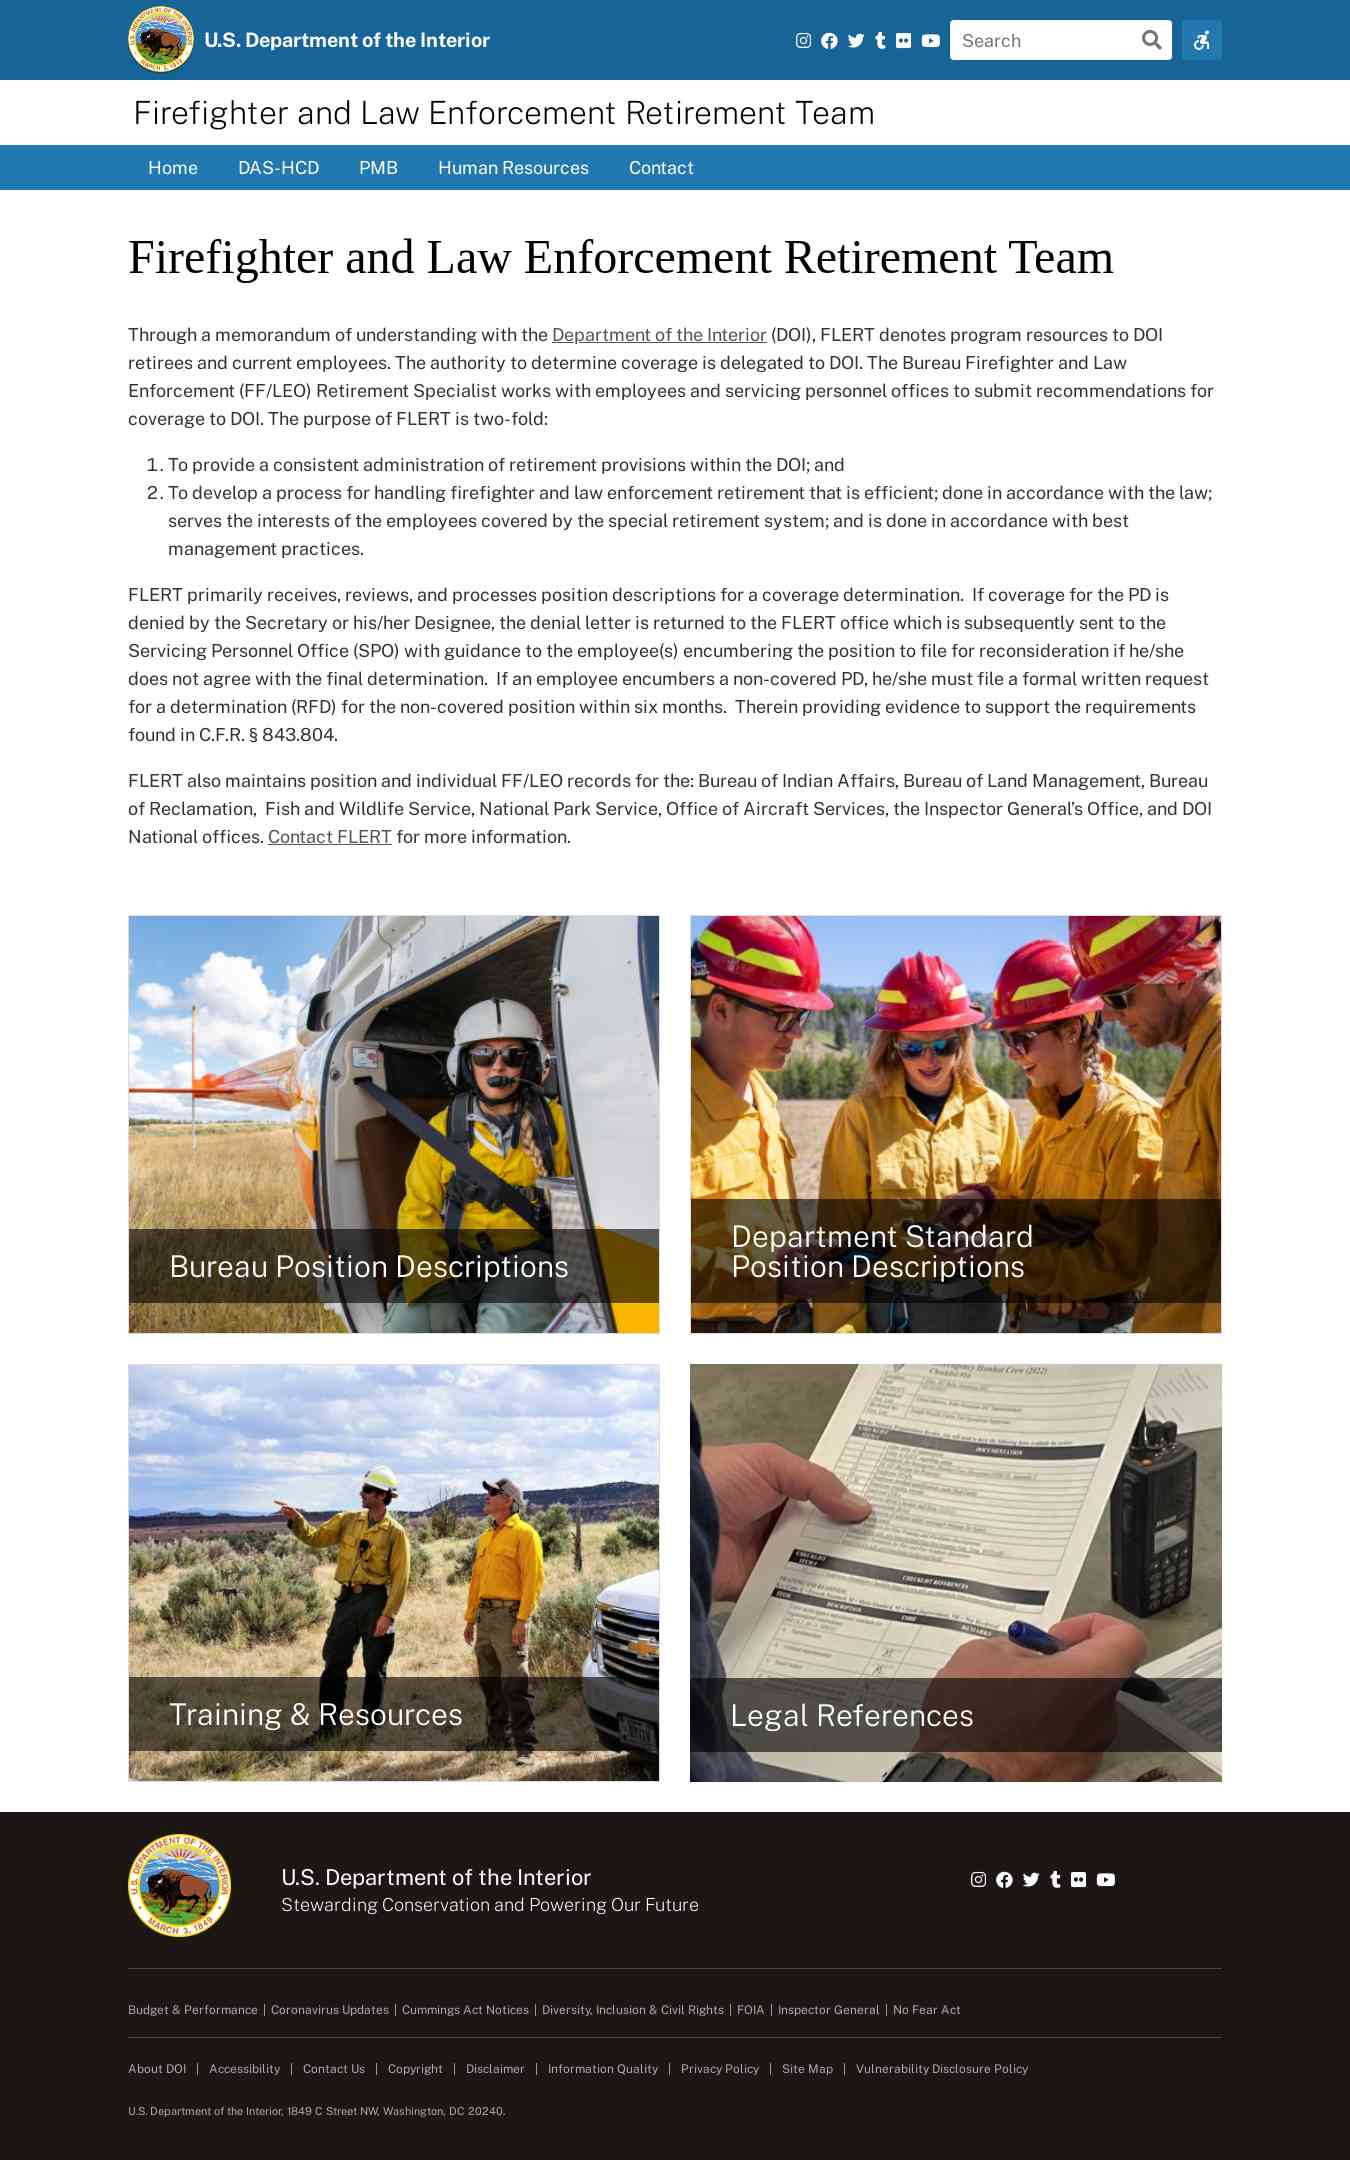 U.S. Department of the Interior
Search
Firefighter and Law Enforcement Retirement Team
Home DAS-HCD PMB Human Resources Contact
Firefighter and Law Enforcement Retirement Team
Through a memorandum of understanding with the Department of the Interior (DOI), FLERT denotes program resources to DOI
retirees and current employees. The authority to determine coverage is delegated to DOI. The Bureau Firefighter and Law
Enforcement (FF/LEO) Retirement Specialist works with employees and servicing personnel offices to submit recommendations for
coverage to DOI. The purpose of FLERT is two-fold:
1. To provide a consistent administration of retirement provisions within the DOI; and
2. To develop a process for handling firefighter and law enforcement retirement that is efficient; done in accordance with the law;
serves the interests of the employees covered by the special retirement system; and is done in accordance with best
management practices.
FLERT primarily receives, reviews, and processes position descriptions for a coverage determination.  If coverage for the PD is
denied by the Secretary or his/her Designee, the denial letter is returned to the FLERT office which is subsequently sent to the
Servicing Personnel Office (SPO) with guidance to the employee(s) encumbering the position to file for reconsideration if he/she
does not agree with the final determination.  If an employee encumbers a non-covered PD, he/she must file a formal written request
for a determination (RFD) for the non-covered position within six months.  Therein providing evidence to support the requirements
found in C.F.R. § 843.804.
FLERT also maintains position and individual FF/LEO records for the: Bureau of Indian Affairs, Bureau of Land Management, Bureau
of Reclamation,  Fish and Wildlife Service, National Park Service, Office of Aircraft Services, the Inspector General's Office, and DOI
National offices. Contact FLERT for more information.
Bureau Position Descriptions
Department Standard
Position Descriptions
Training & Resources
DOCUMENTATION
CHECKLIST REFERENCES
DESCRIPTION
CODE
REMARKS
Legal References
U.S. DEPARTMENT OF THE INTERIOR
MARCH 3, 1849
U.S. Department of the Interior
Stewarding Conservation and Powering Our Future
Budget & Performance | Coronavirus Updates | Cummings Act Notices | Diversity, Inclusion & Civil Rights | FOIA | Inspector General | No Fear Act
About DOI | Accessibility | Contact Us | Copyright | Disclaimer | Information Quality | Privacy Policy | Site Map | Vulnerability Disclosure Policy
U.S. Department of the Interior, 1849 C Street NW, Washington, DC 20240.